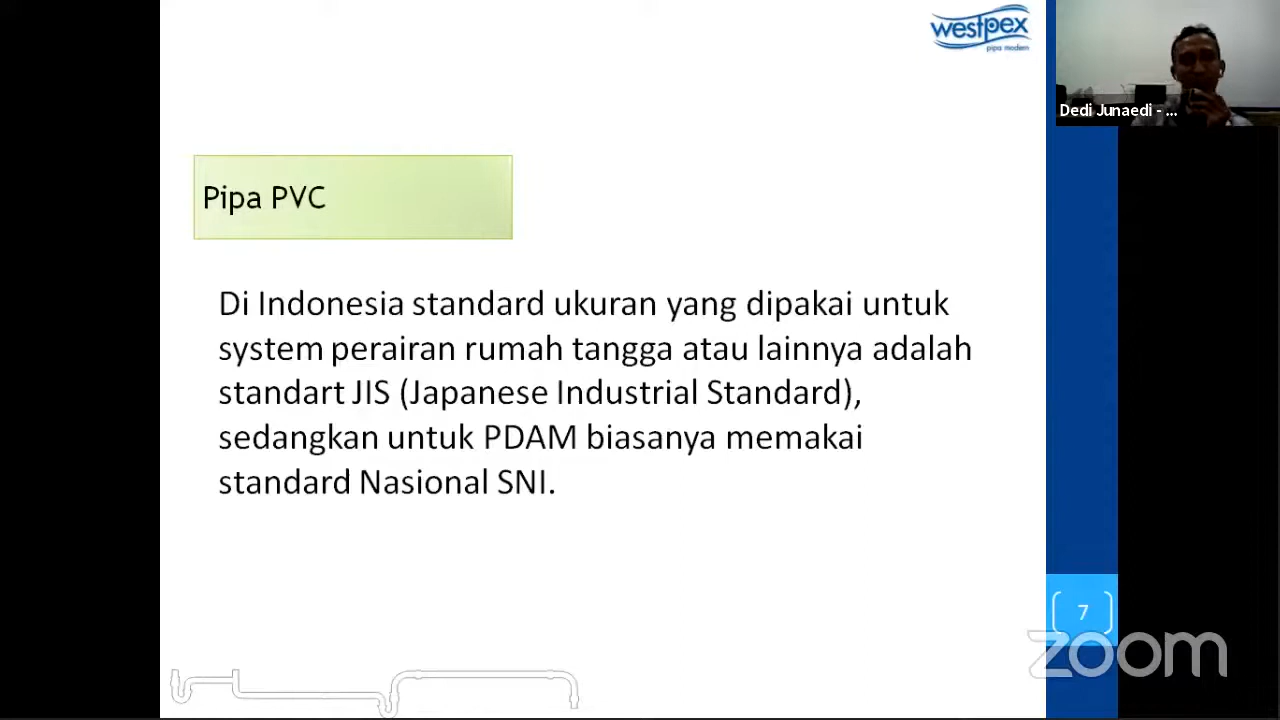 westpex
pipa modern
Dedi Junaedi - ...
Pipa PVC
Di Indonesia standard ukuran yang dipakai untuk
system perairan rumah tangga atau lainnya adalah
standart JIS (Japanese Industrial Standard),
sedangkan untuk PDAM biasanya memakai
standard Nasional SNI.
7
zoom